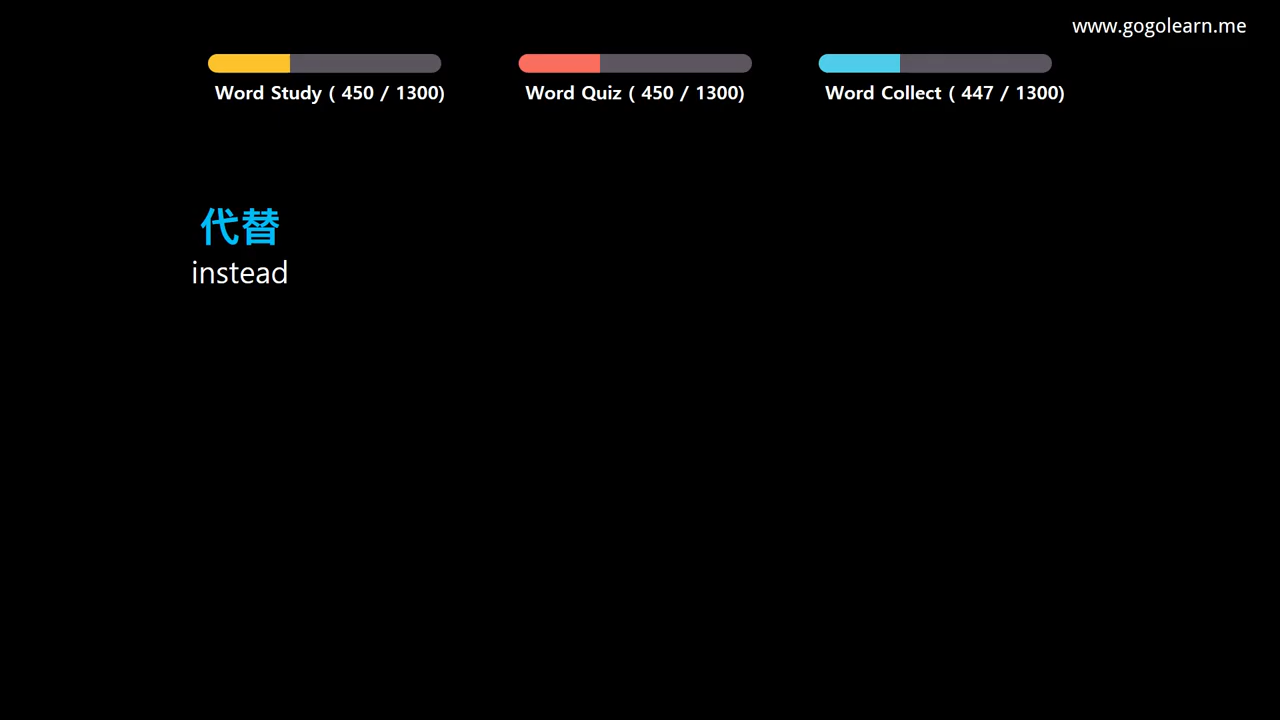 www.gogolearn.me
Word Study ( 450 / 1300)
Word Quiz ( 450 / 1300)
Word Collect ( 447 / 1300)
代替
instead